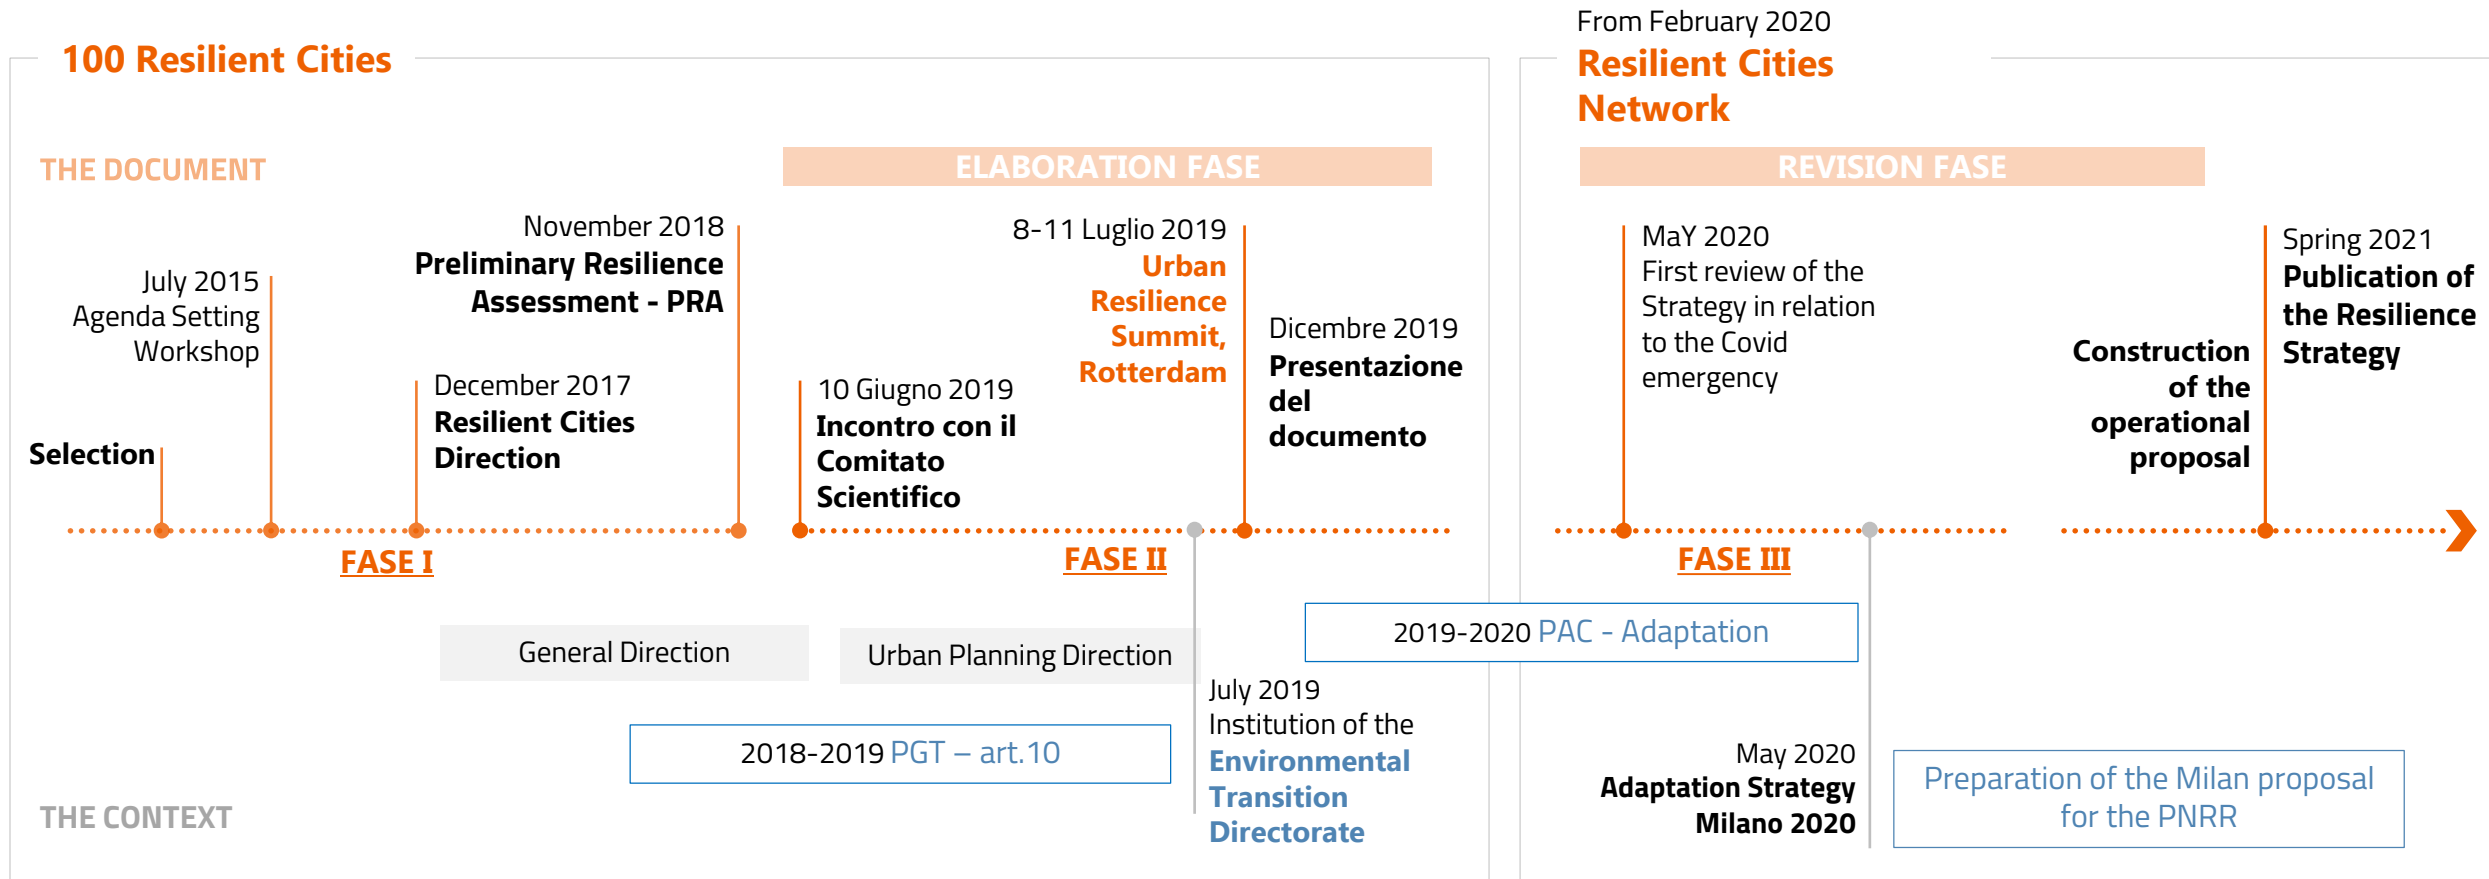 100 Resilient Cities
From February 2020
Resilient Cities
Network
THE DOCUMENT
ELABORATION FASE
REVISION FASE
Selection
July 2015
Agenda Setting
Workshop
December 2017
Resilient Cities
Direction
November 2018
Preliminary Resilience
Assessment - PRA
10 Giugno 2019
Incontro con il
Comitato
Scientifico
8-11 Luglio 2019
Urban
Resilience
Summit,
Rotterdam
Dicembre 2019
Presentazione
del
documento
MaY 2020
First review of the
Strategy in relation
to the Covid
emergency
Construction
of the
operational
proposal
Spring 2021
Publication of
the Resilience
Strategy
FASE I
FASE II
FASE III
General Direction
Urban Planning Direction
2019-2020 PAC - Adaptation
2018-2019 PGT – art.10
July 2019
Institution of the
Environmental
Transition
Directorate
May 2020
Adaptation Strategy
Milano 2020
Preparation of the Milan proposal
for the PNRR
THE CONTEXT